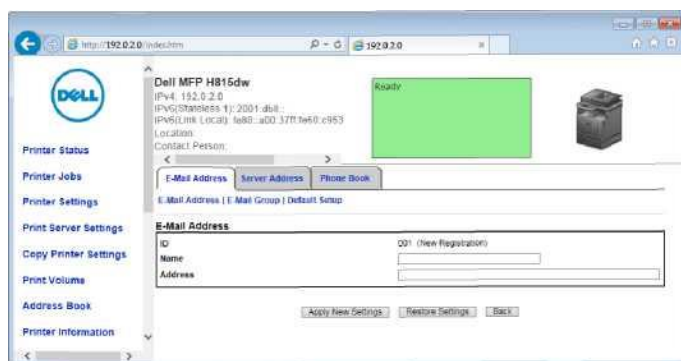 http://192.0.2.0/index.htm
192.0.2.0
DELL
Dell MFP H815dw
IPv4: 192.0.2.0
IPv6(Stateless 1): 2001:db8::
IPv6(Link Local): fe80::a00:37ff:fe60:c953
Location:
Contact Person:
Ready
Printer Status
Printer Jobs
Printer Settings
Print Server Settings
Copy Printer Settings
Print Volume
Address Book
Printer Information
E-Mail Address Server Address Phone Book
E-Mail Address | E-Mail Group | Default Setup
E-Mail Address
ID 001 (New Registration)
Name
Address
Apply New Settings Restore Settings Back